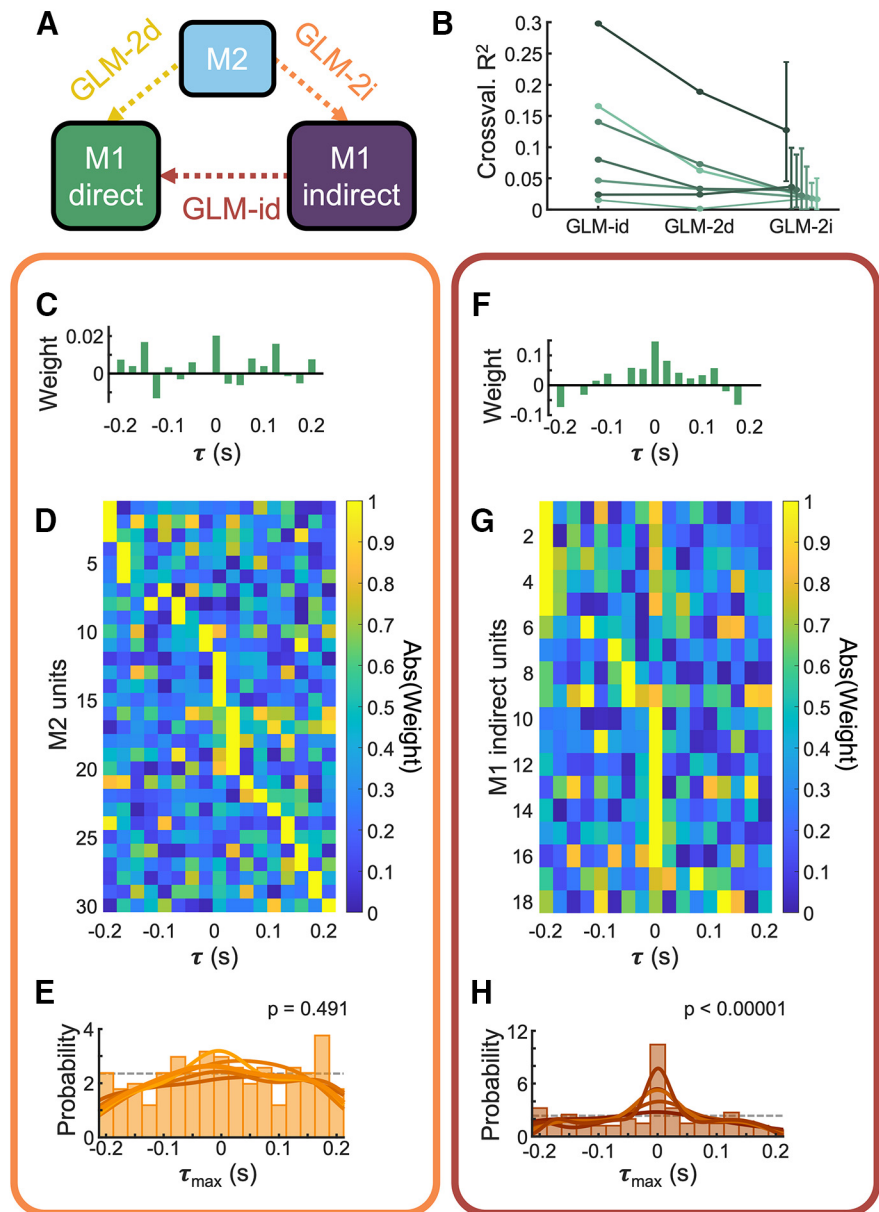 A
GLM-2d
M2
GLM-2i
M1
direct
M1
indirect
GLM-id
B
Crossval. R2
0.3
0.25
0.2
0.15
0.1
0.05
0
GLM-id GLM-2d GLM-2i
C
Weight
0.02
0
-0.2 -0.1 0 0.1 0.2
τ (s)
D
M2 units
5
10
15
20
25
30
-0.2 -0.1 0 0.1 0.2
τ (s)
1
0.9
0.8
0.7
0.6
0.5
0.4
0.3
0.2
0.1
0
Abs(Weight)
E
p = 0.491
Probability
4
2
0
-0.2 -0.1 0 0.1 0.2
τmax (s)
F
Weight
0.1
0
-0.1
-0.2 -0.1 0 0.1 0.2
τ (s)
G
M1 indirect units
2
4
6
8
10
12
14
16
18
-0.2 -0.1 0 0.1 0.2
τ (s)
1
0.9
0.8
0.7
0.6
0.5
0.4
0.3
0.2
0.1
0
Abs(Weight)
H
p < 0.00001
Probability
12
6
0
-0.2 -0.1 0 0.1 0.2
τmax (s)